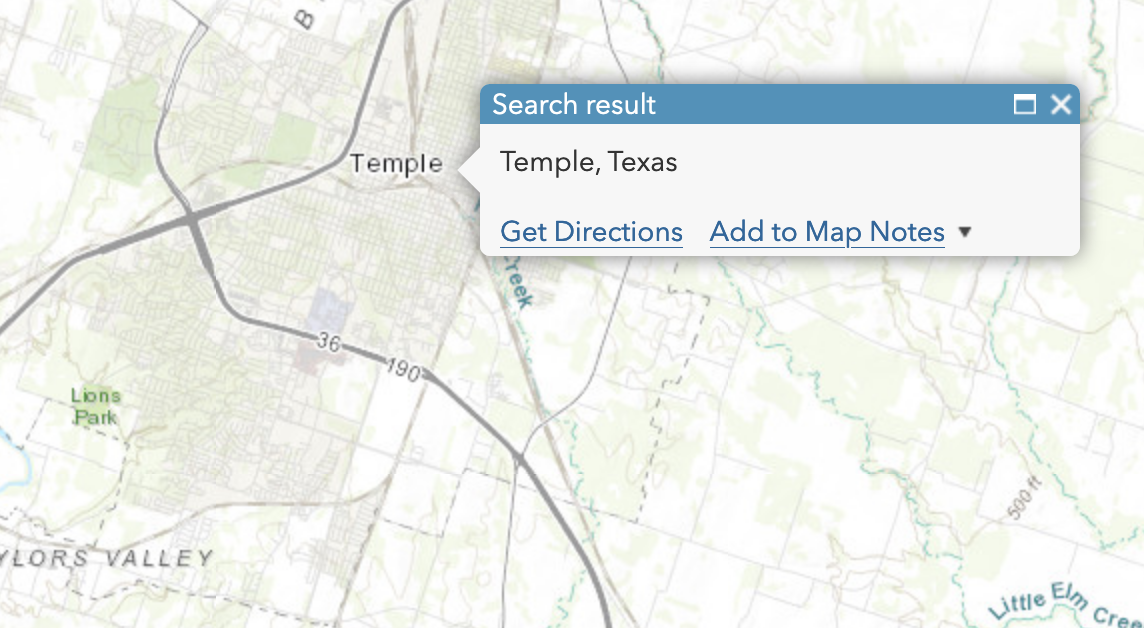 B
Search result
Temple
Temple, Texas
Get Directions Add to Map Notes
Creek
36
190
Lions
Park
500 ft
YLORS VALLEY
Little Elm Cree